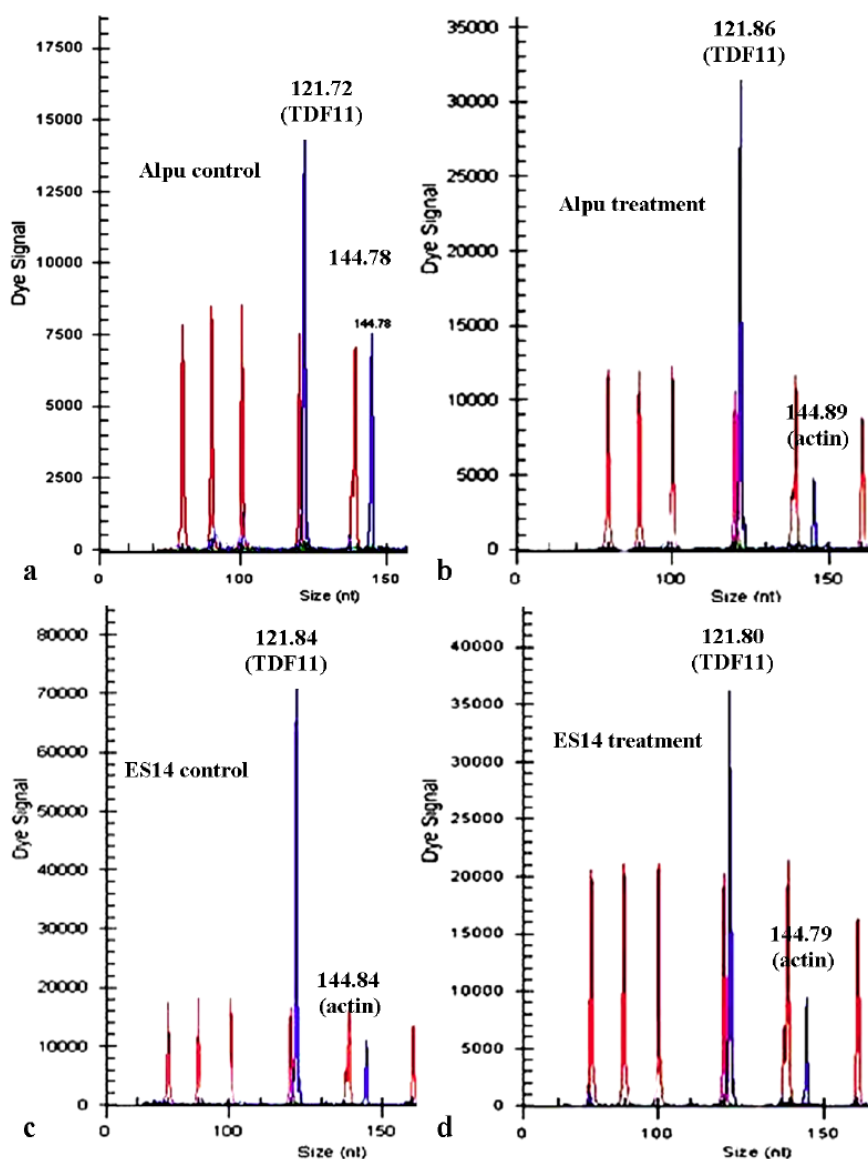 17500
15000
12500
10000
7500
5000
2500
0
Dye Signal
121.72
(TDF11)
Alpu control
144.78
144.78
0
100
150
Size (nt)
a
35000
30000
25000
20000
15000
10000
5000
0
Dye Signal
121.86
(TDF11)
Alpu treatment
144.89
(actin)
0
100
150
Size (nt)
b
80000
70000
60000
50000
40000
30000
20000
10000
0
Dye Signal
121.84
(TDF11)
ES14 control
144.84
(actin)
0
100
150
Size (nt)
c
40000
35000
30000
25000
20000
15000
10000
5000
0
Dye Signal
121.80
(TDF11)
ES14 treatment
144.79
(actin)
0
100
150
Size (nt)
d